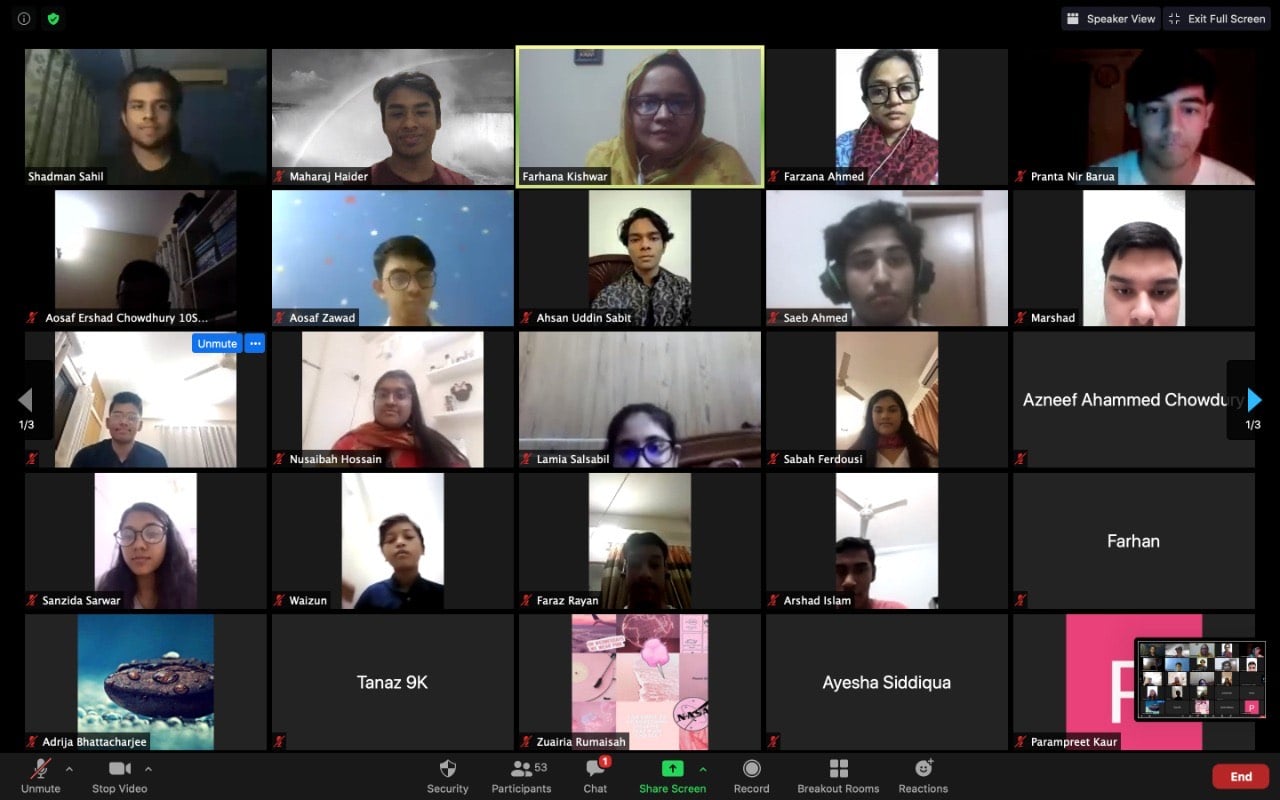 Speaker View
Exit Full Screen
Shadman Sahil
Maharaj Haider
Farhana Kishwar
Farzana Ahmed
Pranta Nir Barua
Aosaf Ershad Chowdhury 10S...
Aosaf Zawad
Ahsan Uddin Sabit
Saeb Ahmed
Marshad
Unmute
1/3
Nusaibah Hossain
Lamia Salsabil
Sabah Ferdousi
Azneef Ahammed Chowdury
1/3
Sanzida Sarwar
Waizun
Faraz Rayan
Arshad Islam
Farhan
Adrija Bhattacharjee
Tanaz 9K
NASA
Zuairia Rumaisah
Ayesha Siddiqua
P
Parampreet Kaur
Unmute
Stop Video
Security
53
Participants
1
Chat
Share Screen
Record
Breakout Rooms
Reactions
End